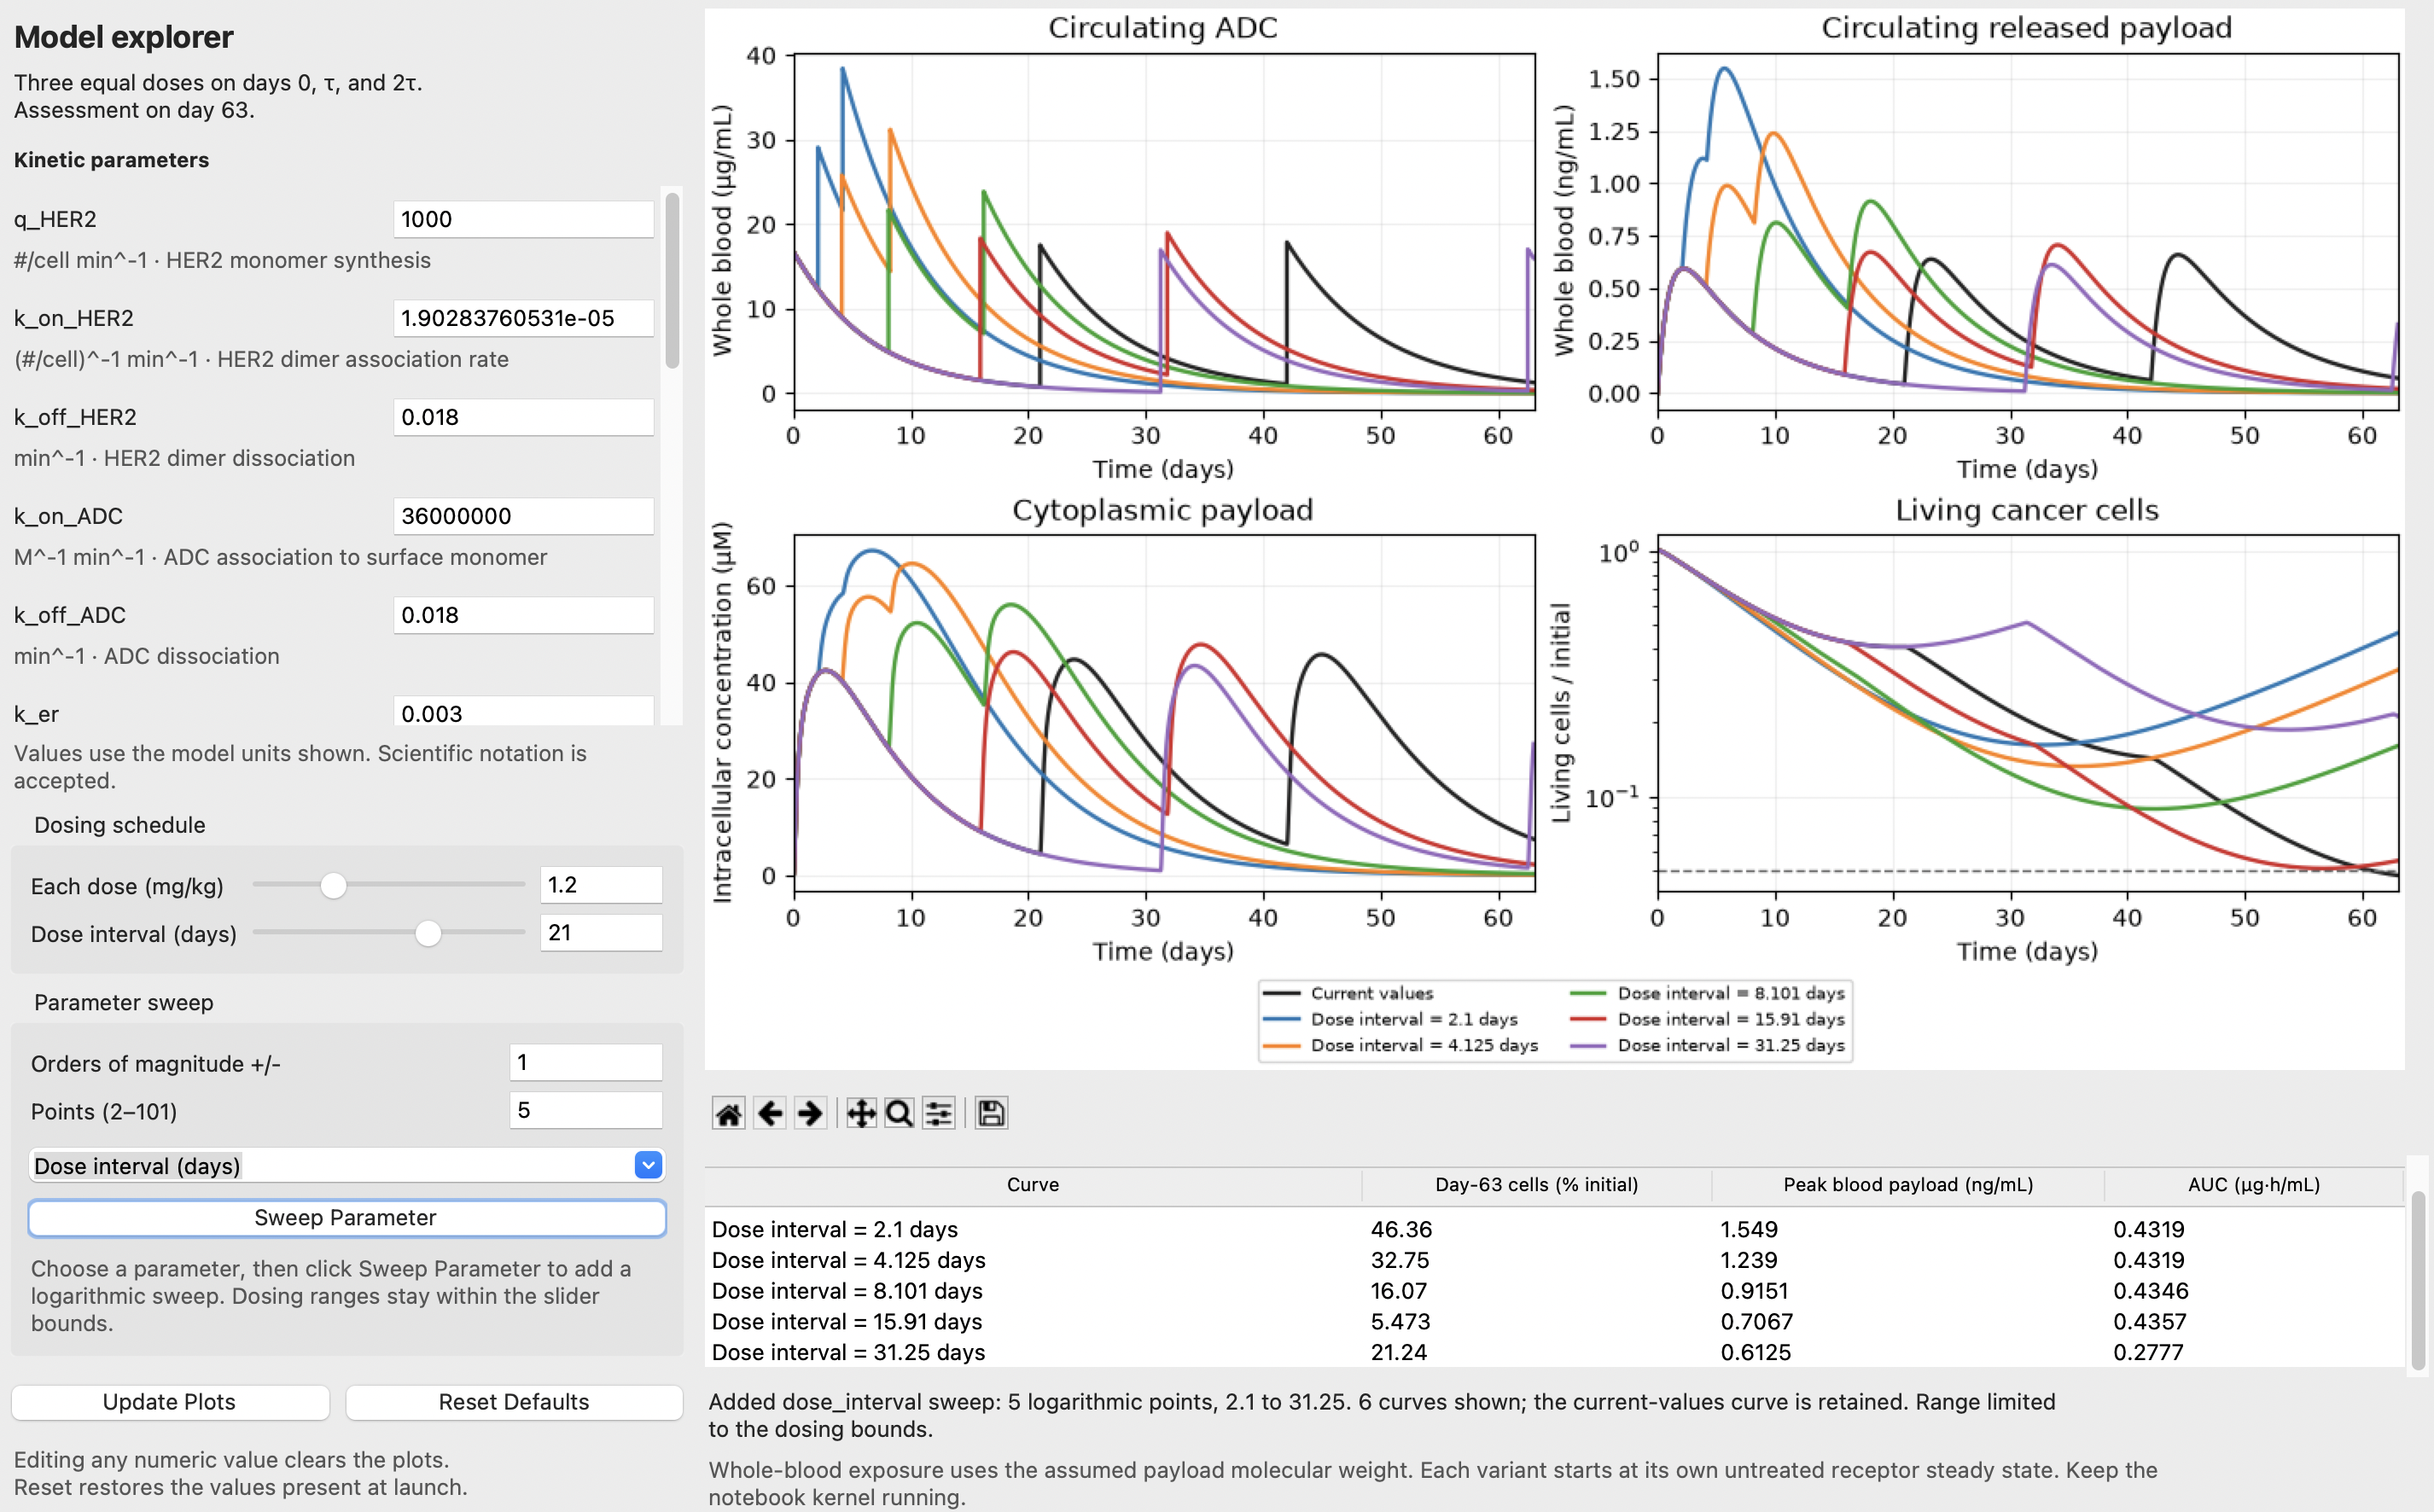 Model explorer
Three equal doses on days 0, τ, and 2τ.
Assessment on day 63.
Kinetic parameters
q_HER2 1000
#/cell min^-1 · HER2 monomer synthesis
k_on_HER2 1.90283760531e-05
(#/cell)^-1 min^-1 · HER2 dimer association rate
k_off_HER2 0.018
min^-1 · HER2 dimer dissociation
k_on_ADC 36000000
M^-1 min^-1 · ADC association to surface monomer
k_off_ADC 0.018
min^-1 · ADC dissociation
k_er 0.003
Values use the model units shown. Scientific notation is
accepted.
Dosing schedule
Each dose (mg/kg) 1.2
Dose interval (days) 21
Parameter sweep
Orders of magnitude +/- 1
Points (2–101) 5
Dose interval (days)
Sweep Parameter
Choose a parameter, then click Sweep Parameter to add a
logarithmic sweep. Dosing ranges stay within the slider
bounds.
Update Plots Reset Defaults
Editing any numeric value clears the plots.
Reset restores the values present at launch.
Circulating ADC
Whole blood (µg/mL)
40
30
20
10
0
0 10 20 30 40 50 60
Time (days)
Circulating released payload
Whole blood (ng/mL)
1.50
1.25
1.00
0.75
0.50
0.25
0.00
0 10 20 30 40 50 60
Time (days)
Cytoplasmic payload
Intracellular concentration (µM)
60
40
20
0
0 10 20 30 40 50 60
Time (days)
Living cancer cells
Living cells / initial
10⁰
10⁻¹
0 10 20 30 40 50 60
Time (days)
Current values
Dose interval = 2.1 days
Dose interval = 4.125 days
Dose interval = 8.101 days
Dose interval = 15.91 days
Dose interval = 31.25 days
Curve Day-63 cells (% initial) Peak blood payload (ng/mL) AUC (µg·h/mL)
Dose interval = 2.1 days 46.36 1.549 0.4319
Dose interval = 4.125 days 32.75 1.239 0.4319
Dose interval = 8.101 days 16.07 0.9151 0.4346
Dose interval = 15.91 days 5.473 0.7067 0.4357
Dose interval = 31.25 days 21.24 0.6125 0.2777
Added dose_interval sweep: 5 logarithmic points, 2.1 to 31.25. 6 curves shown; the current-values curve is retained. Range limited
to the dosing bounds.
Whole-blood exposure uses the assumed payload molecular weight. Each variant starts at its own untreated receptor steady state. Keep the
notebook kernel running.